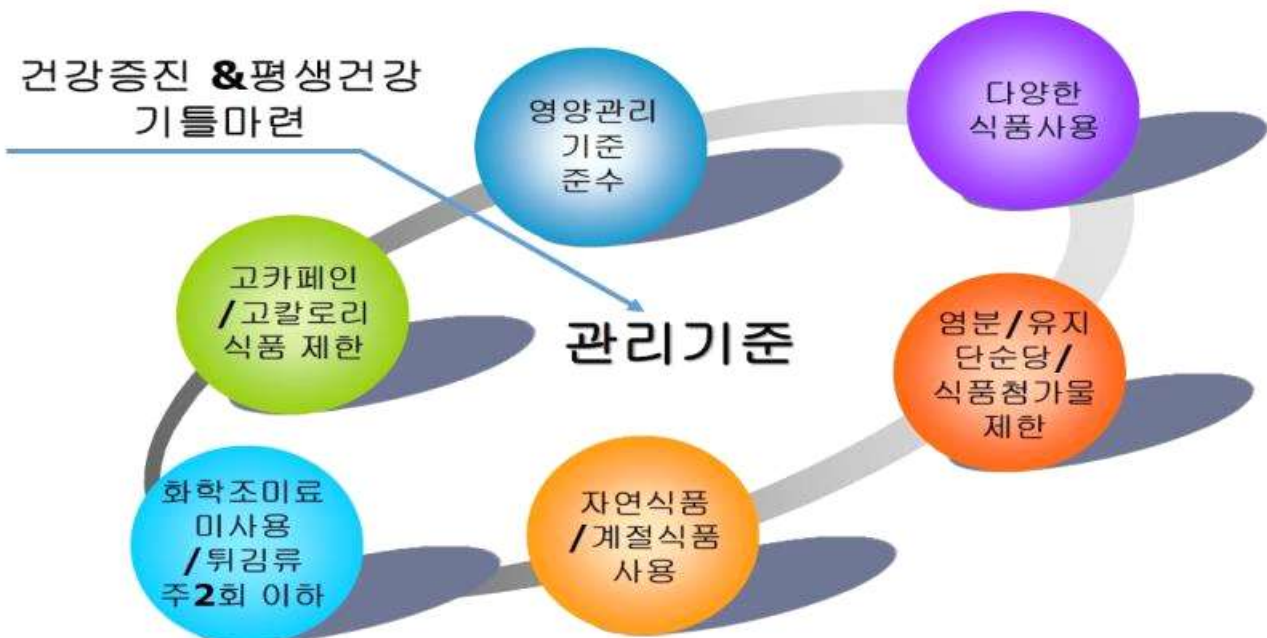 건강증진 &평생건강
기틀마련
영양관리
기준
준수
다양한
식품사용
고카페인
/고칼로리
식품 제한
관리기준
염분/유지
단순당/
식품첨가물
제한
화학조미료
미사용
/튀김류
주2회 이하
자연식품
/계절식품
사용